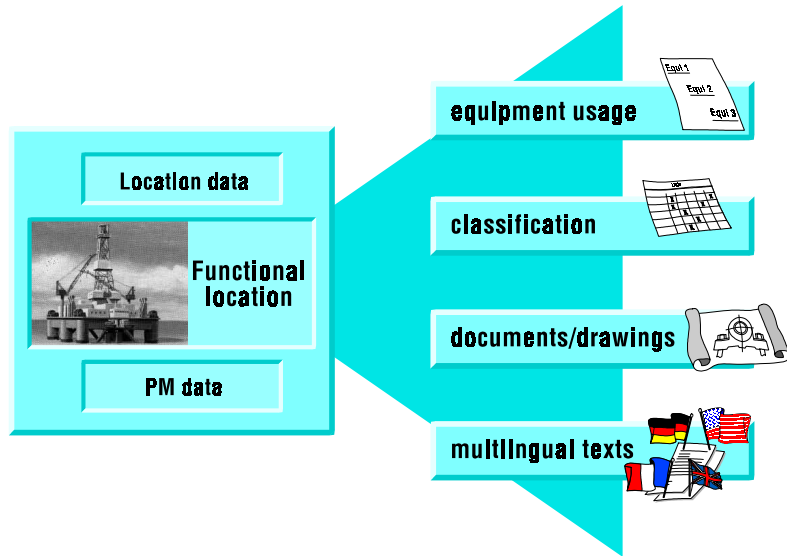 Location data
Functional
location
PM data
equipment usage
Equi 1
Equi 2
Equi 3
classification
documents/drawings
multilingual texts